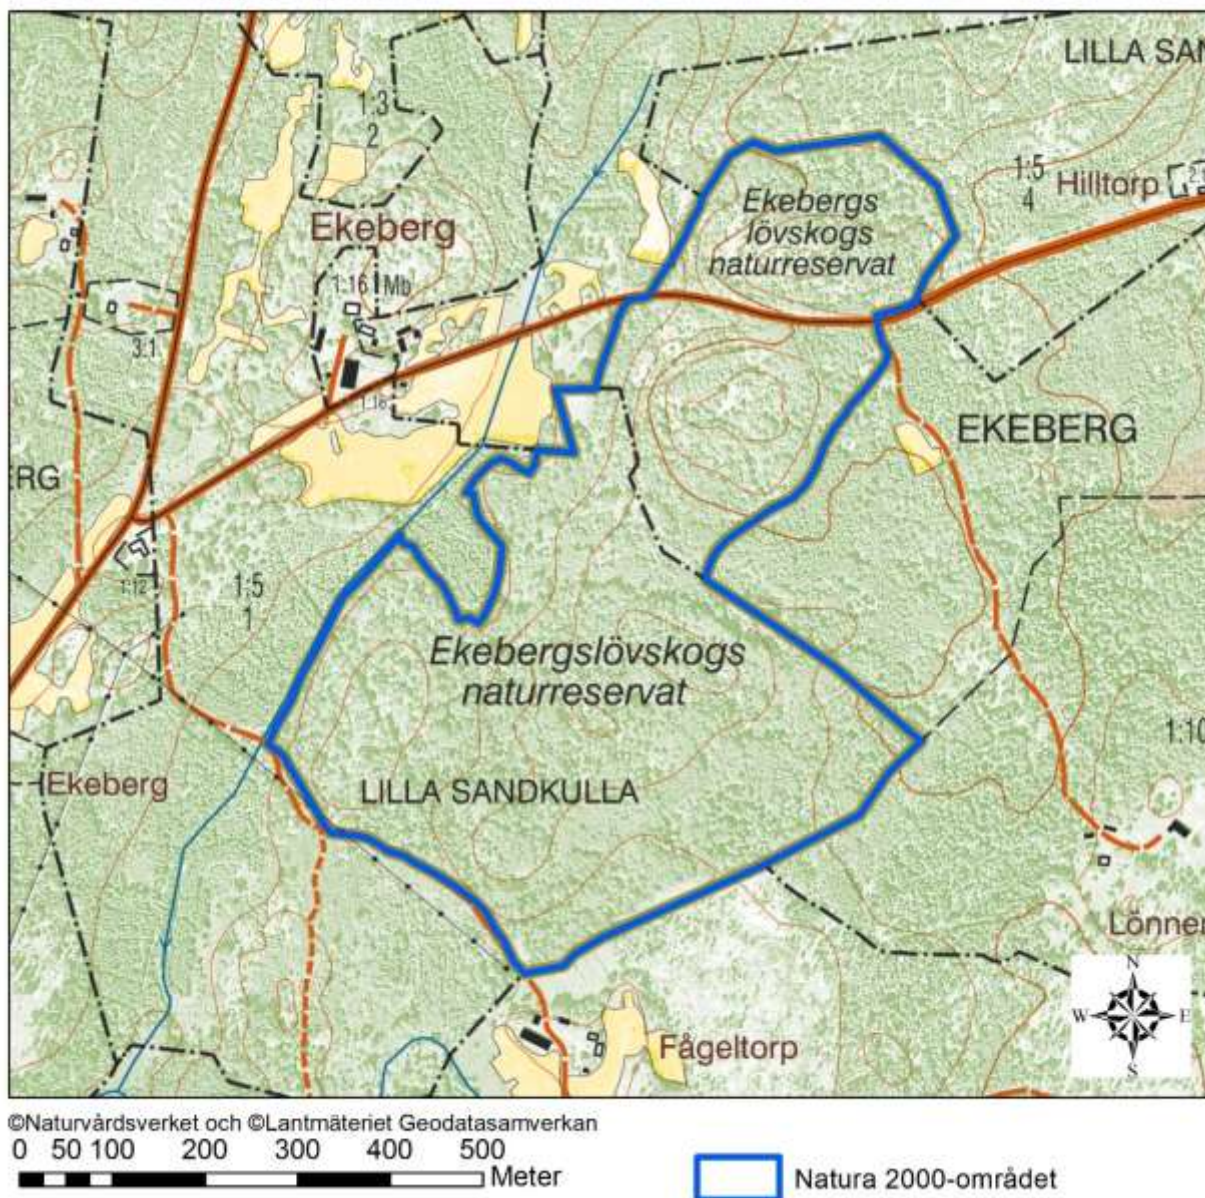 LILLA SAN
1:3
2
1:5
4
Hilltorp
Ekebergs
lövskogs
naturreservat
Ekeberg
1:16 Mb
3:1
1:16
EKEBERG
ERG
1:12
1:5
1
Ekebergslövskogs
naturreservat
1:10
Ekeberg
LILLA SANDKULLA
Lönner
N
W E
S
Fågeltorp
©Naturvårdsverket och ©Lantmäteriet Geodatasamverkan
0 50 100 200 300 400 500
Meter
Natura 2000-området